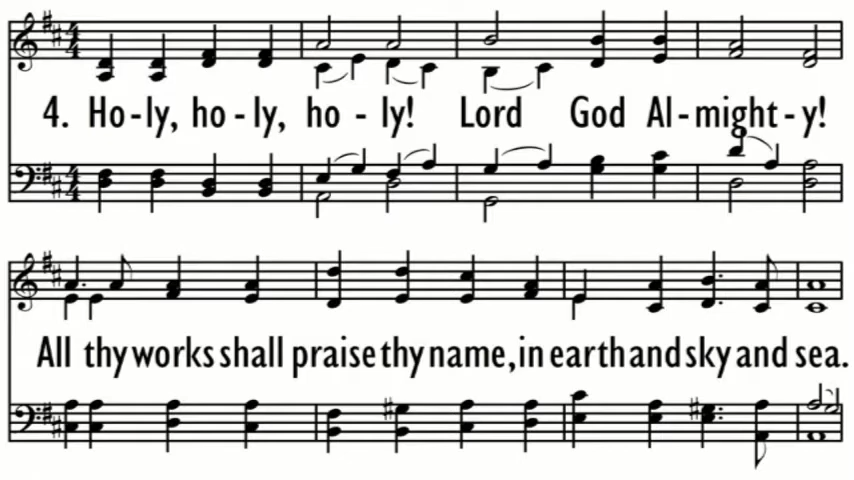 4. Ho-ly, ho-ly, ho-ly! Lord God Al-might-y!
All thy works shall praise thy name, in earth and sky and sea.